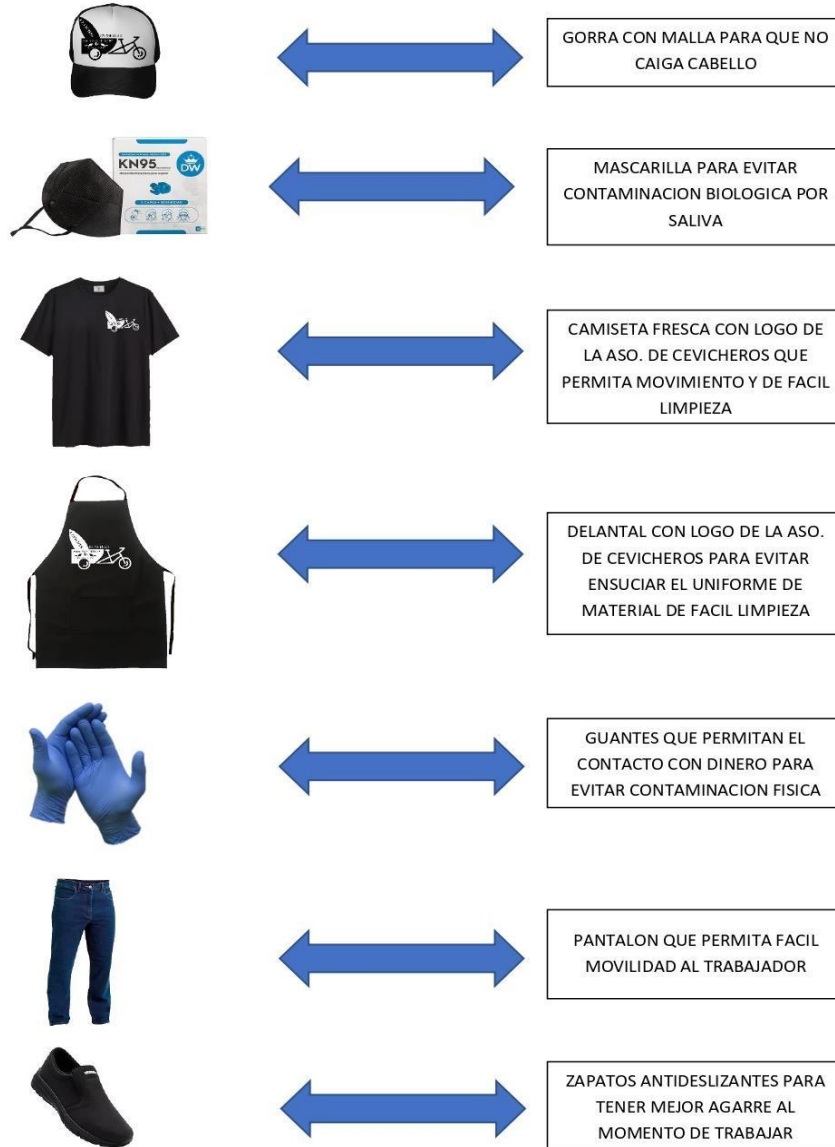 GORRA CON MALLA PARA QUE NO
CAIGA CABELLO
KN95
DW
3D
MASCARILLA PARA EVITAR
CONTAMINACION BIOLOGICA POR
SALIVA
CAMISETA FRESCA CON LOGO DE
LA ASO. DE CEVICHEROS QUE
PERMITA MOVIMIENTO Y DE FACIL
LIMPIEZA
DELANTAL CON LOGO DE LA ASO.
DE CEVICHEROS PARA EVITAR
ENSUCIAR EL UNIFORME DE
MATERIAL DE FACIL LIMPIEZA
GUANTES QUE PERMITAN EL
CONTACTO CON DINERO PARA
EVITAR CONTAMINACION FISICA
PANTALON QUE PERMITA FACIL
MOVILIDAD AL TRABAJADOR
ZAPATOS ANTIDESLIZANTES PARA
TENER MEJOR AGARRE AL
MOMENTO DE TRABAJAR